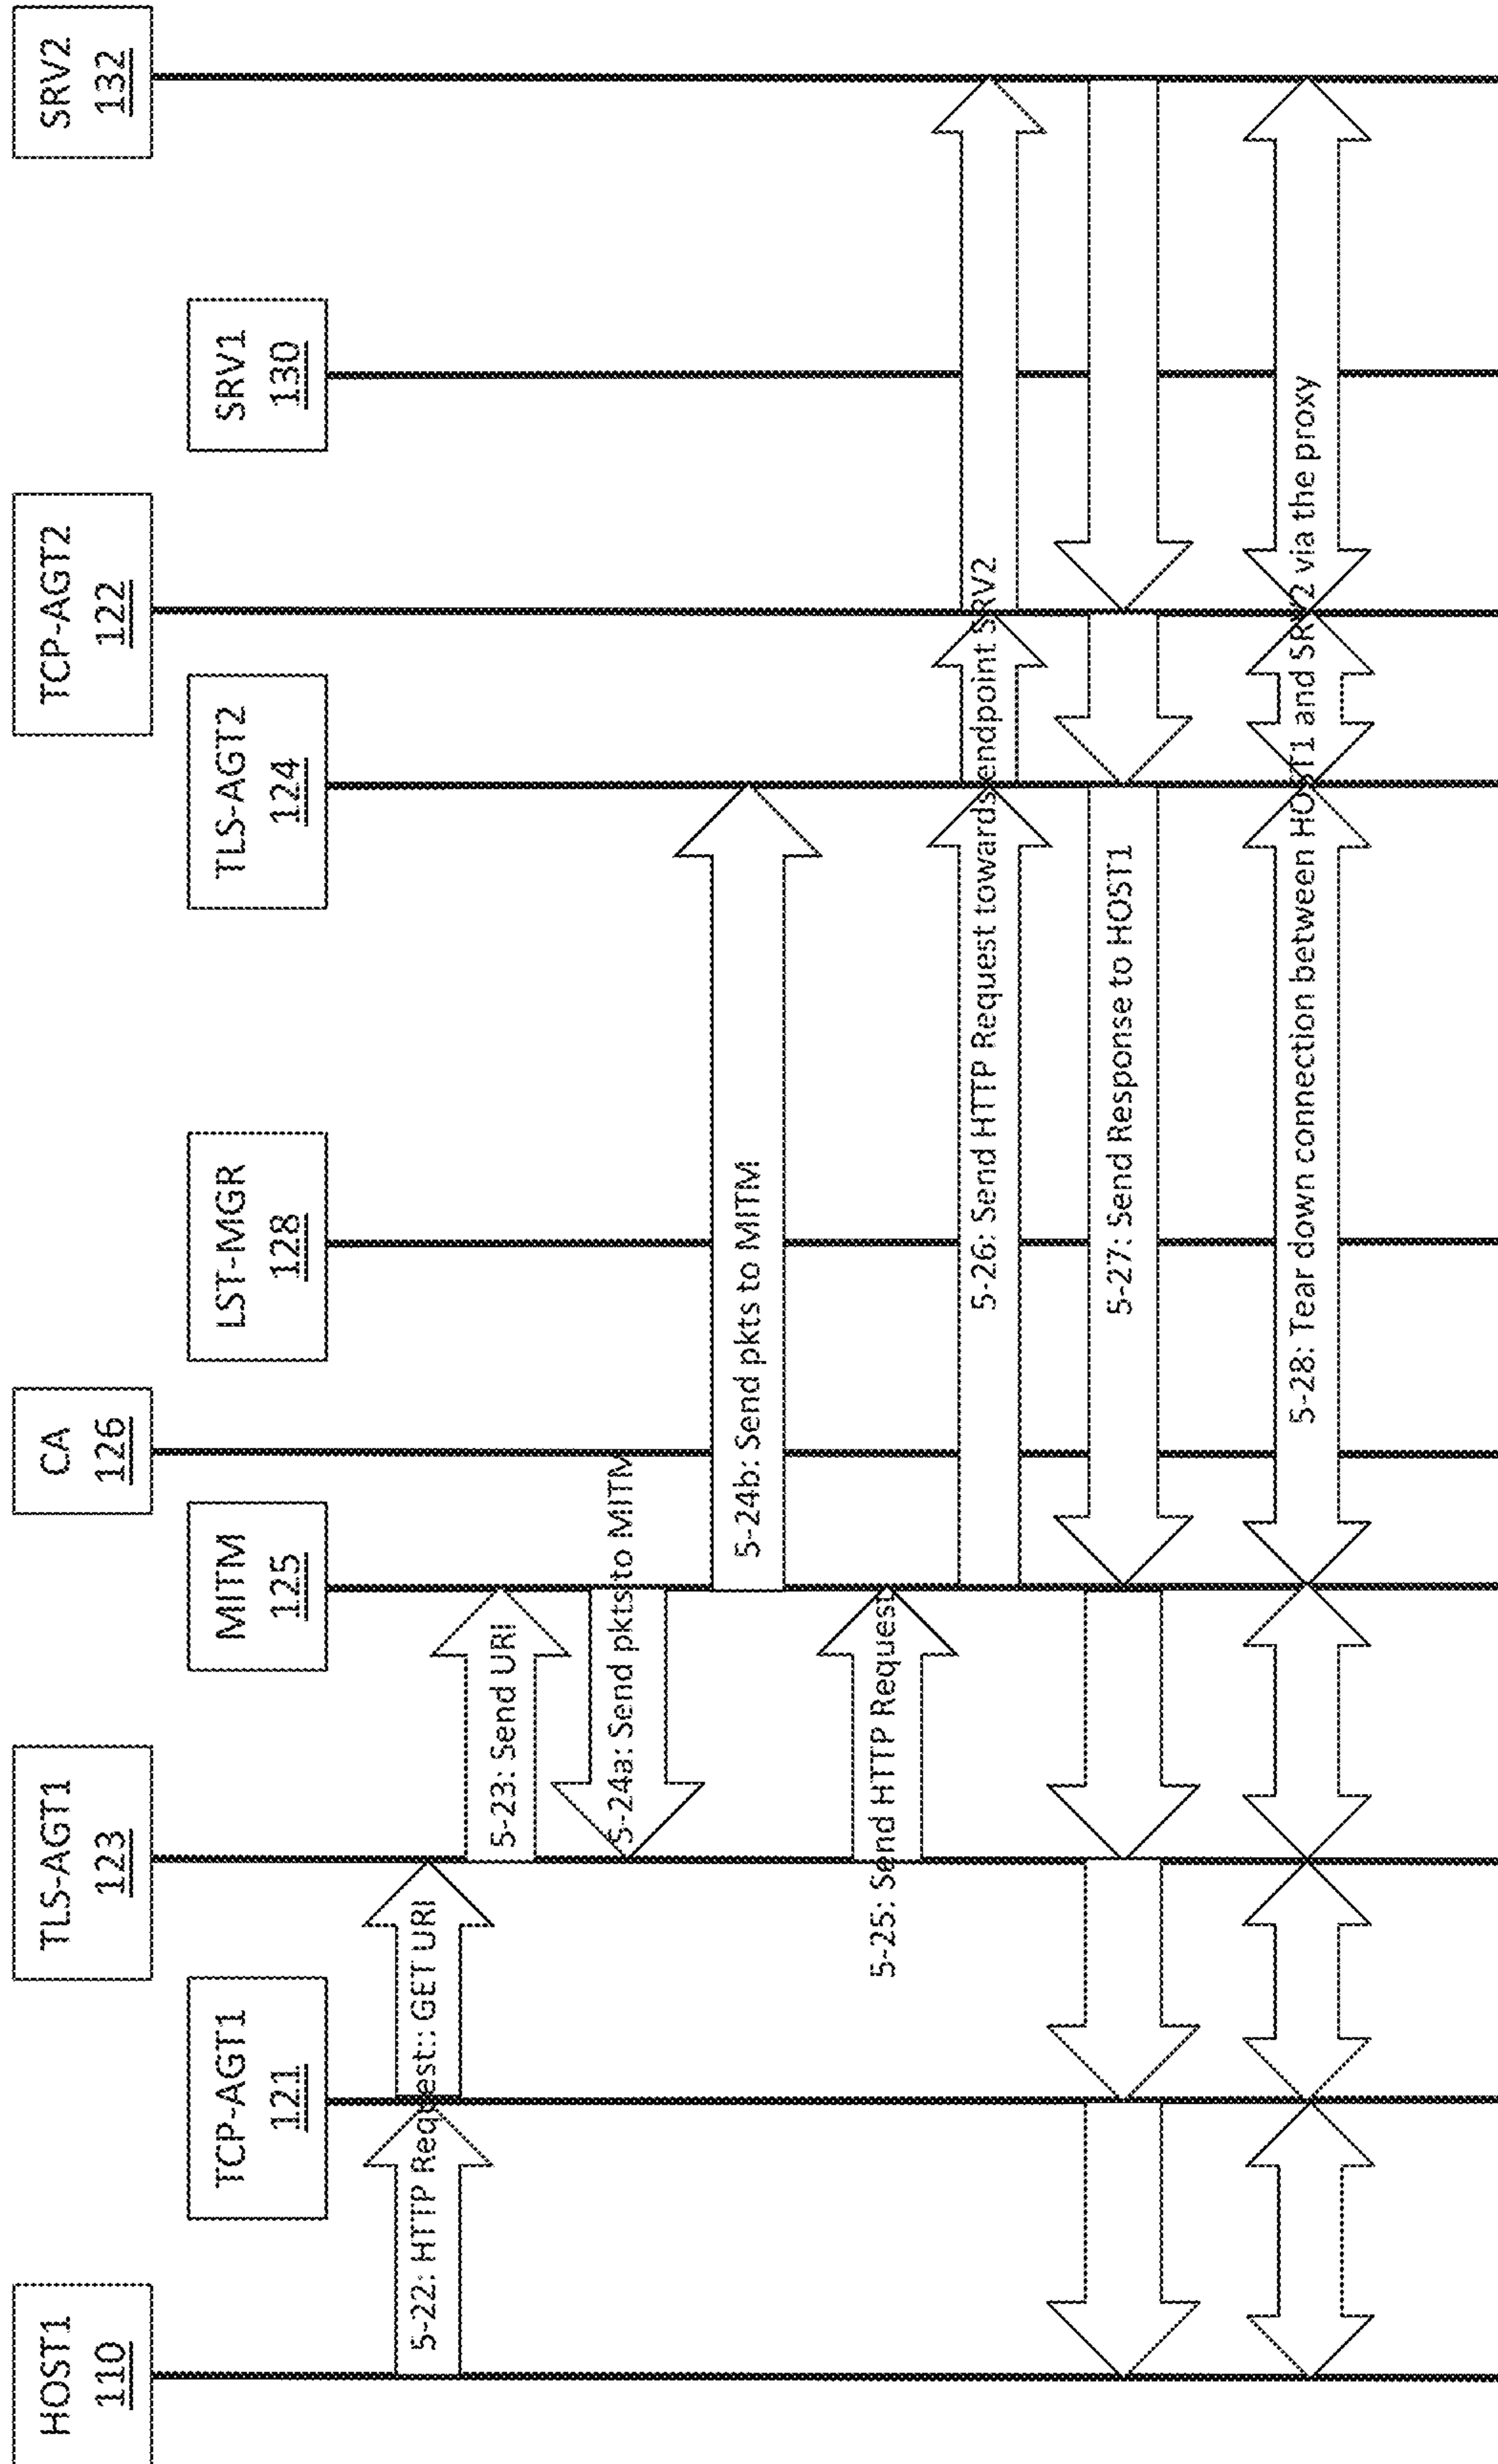 HOST1
110
TCP-AGT1
121
TLS-AGT1
123
MITM
125
CA
126
LST-MGR
128
TLS-AGT2
124
TCP-AGT2
122
SRV1
130
SRV2
132
5-22: HTTP Request:: GET URI
5-23: Send URI
5-24a: Send pkts to MITM
5-24b: Send pkts to MITM
5-25: Send HTTP Request
5-26: Send HTTP Request towards endpoint SRV2
5-27: Send Response to HOST1
5-28: Tear down connection between HOST1 and SRV2 via the proxy